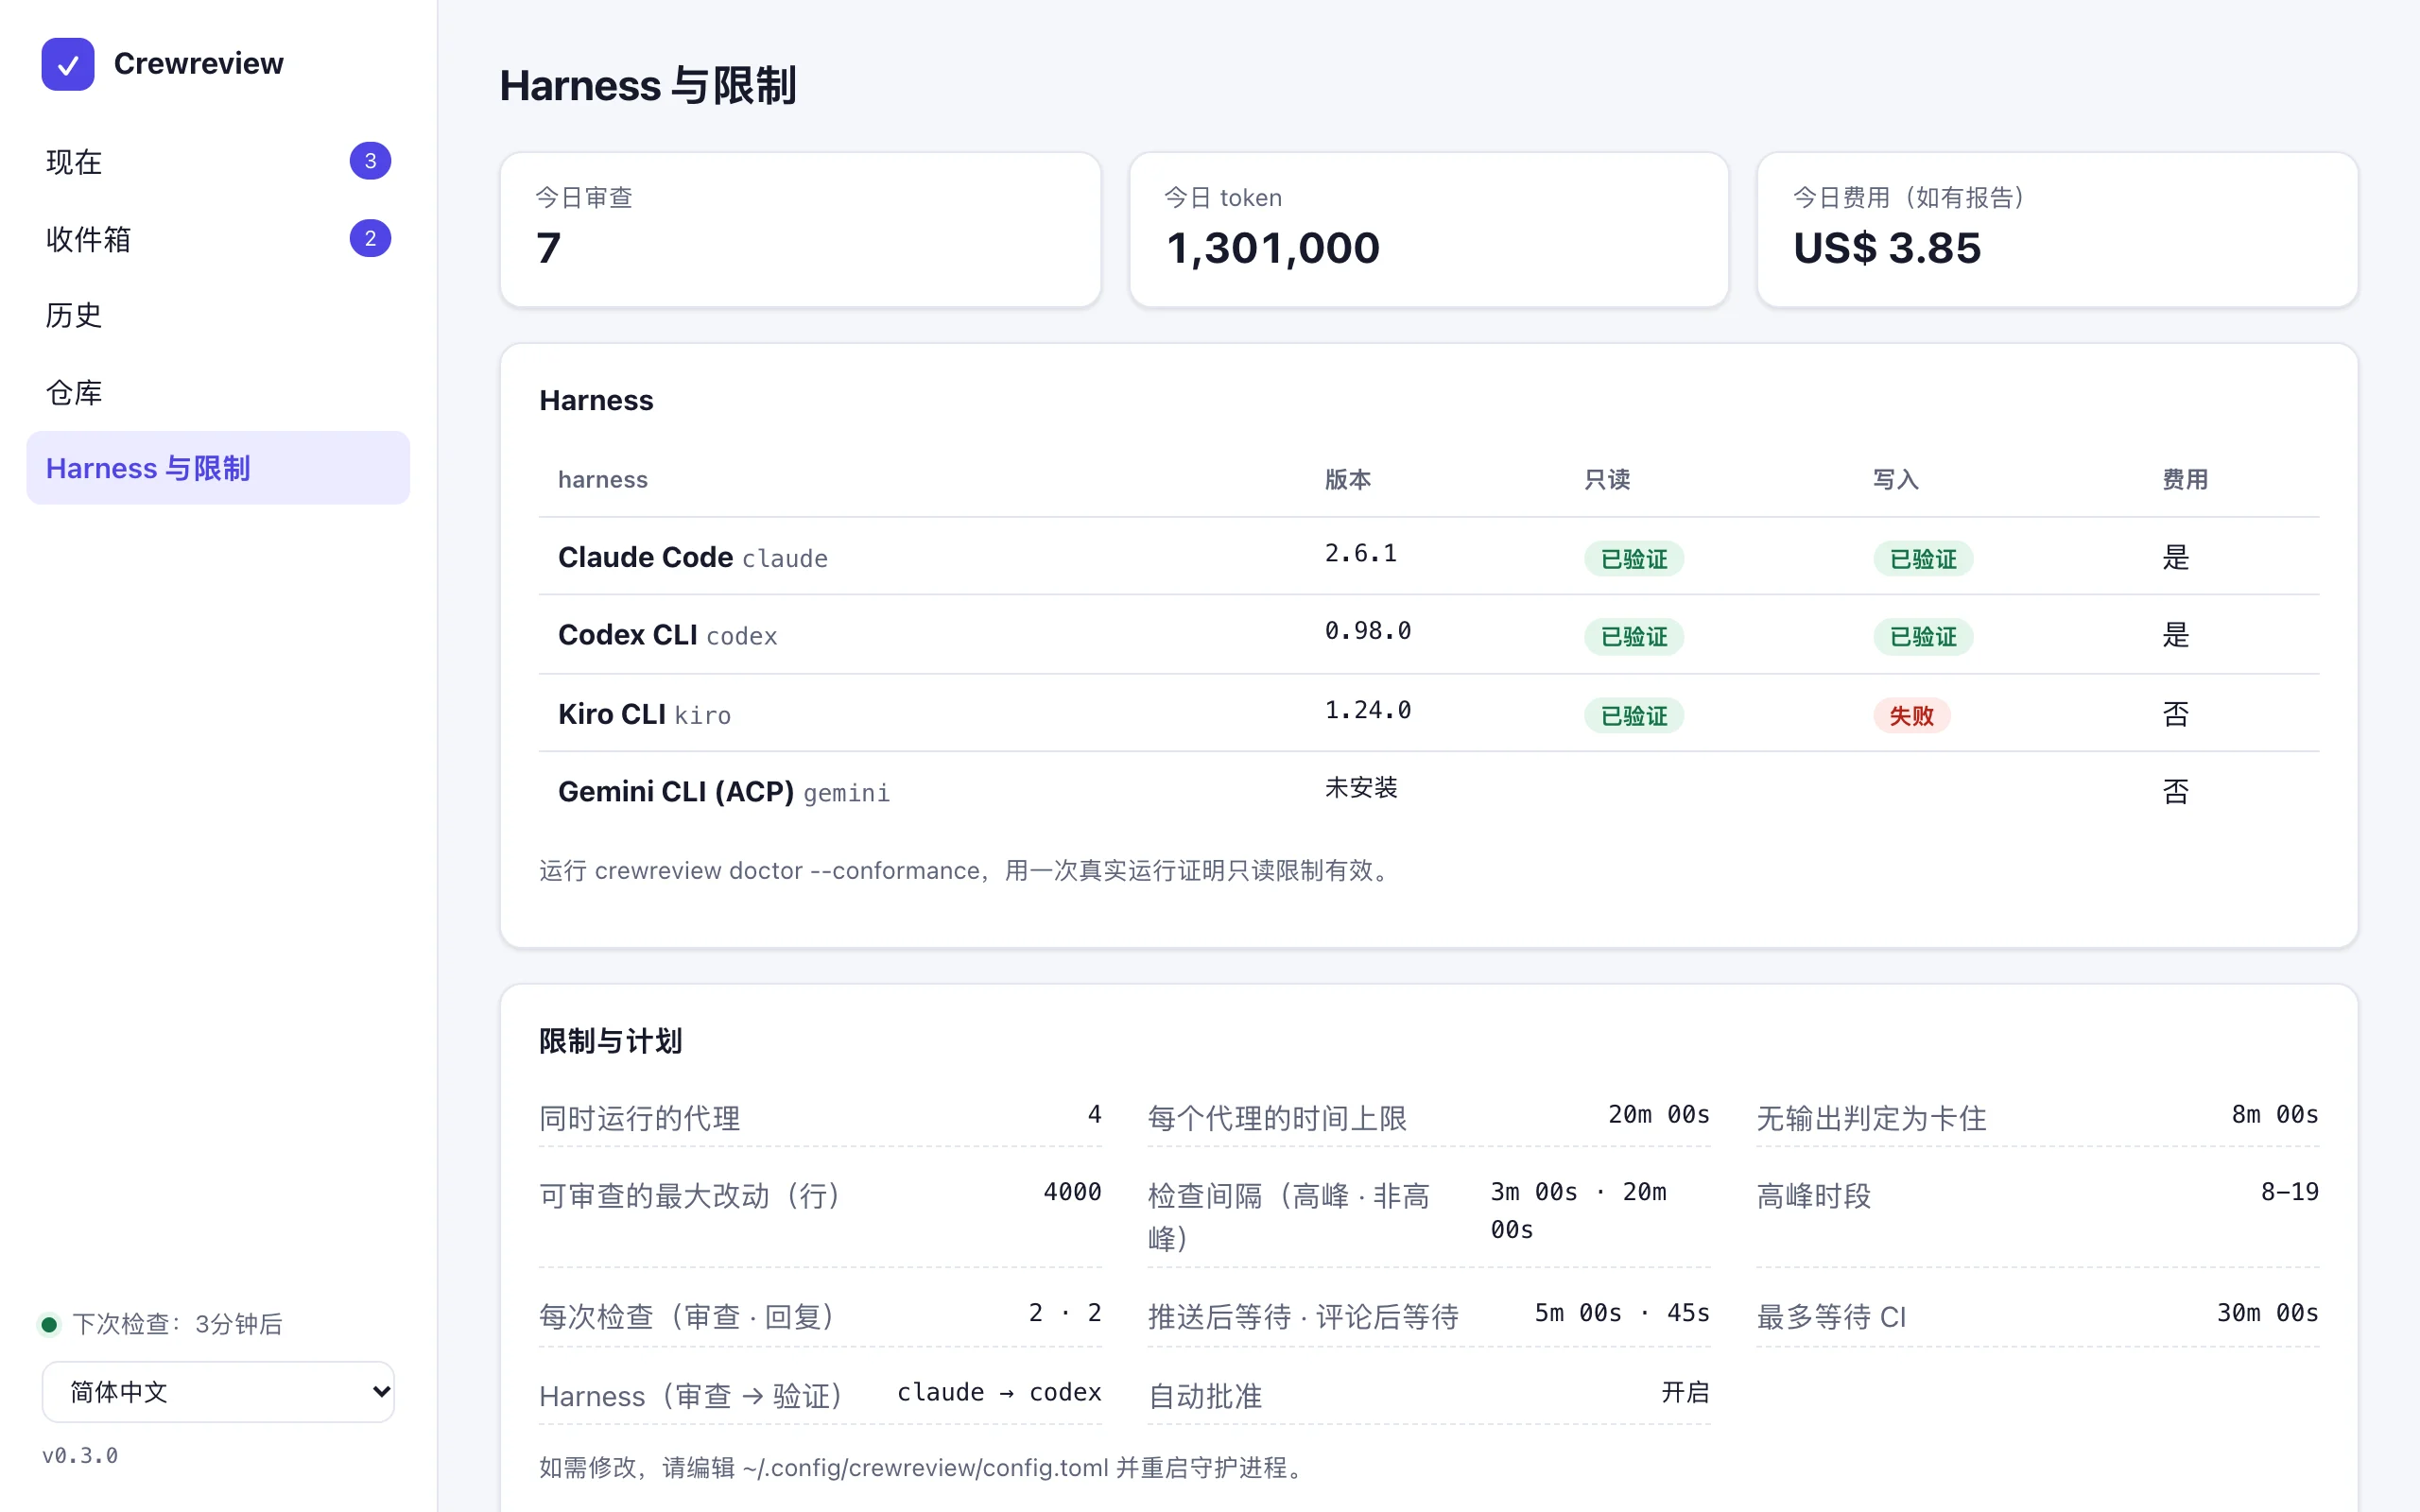 Crewreview
现在 3
收件箱 2
历史
仓库
Harness 与限制
下次检查：3分钟后
简体中文
v0.3.0
Harness 与限制
今日审查
7
今日 token
1,301,000
今日费用（如有报告）
US$ 3.85
Harness
harness 版本 只读 写入 费用
Claude Code claude 2.6.1 已验证 已验证 是
Codex CLI codex 0.98.0 已验证 已验证 是
Kiro CLI kiro 1.24.0 已验证 失败 否
Gemini CLI (ACP) gemini 未安装 否
运行 crewreview doctor --conformance，用一次真实运行证明只读限制有效。
限制与计划
同时运行的代理 4
每个代理的时间上限 20m 00s
无输出判定为卡住 8m 00s
可审查的最大改动（行） 4000
检查间隔（高峰 · 非高
峰） 3m 00s · 20m
00s
高峰时段 8–19
每次检查（审查 · 回复） 2 · 2
推送后等待 · 评论后等待 5m 00s · 45s
最多等待 CI 30m 00s
Harness（审查 → 验证） claude → codex
自动批准 开启
如需修改，请编辑 ~/.config/crewreview/config.toml 并重启守护进程。